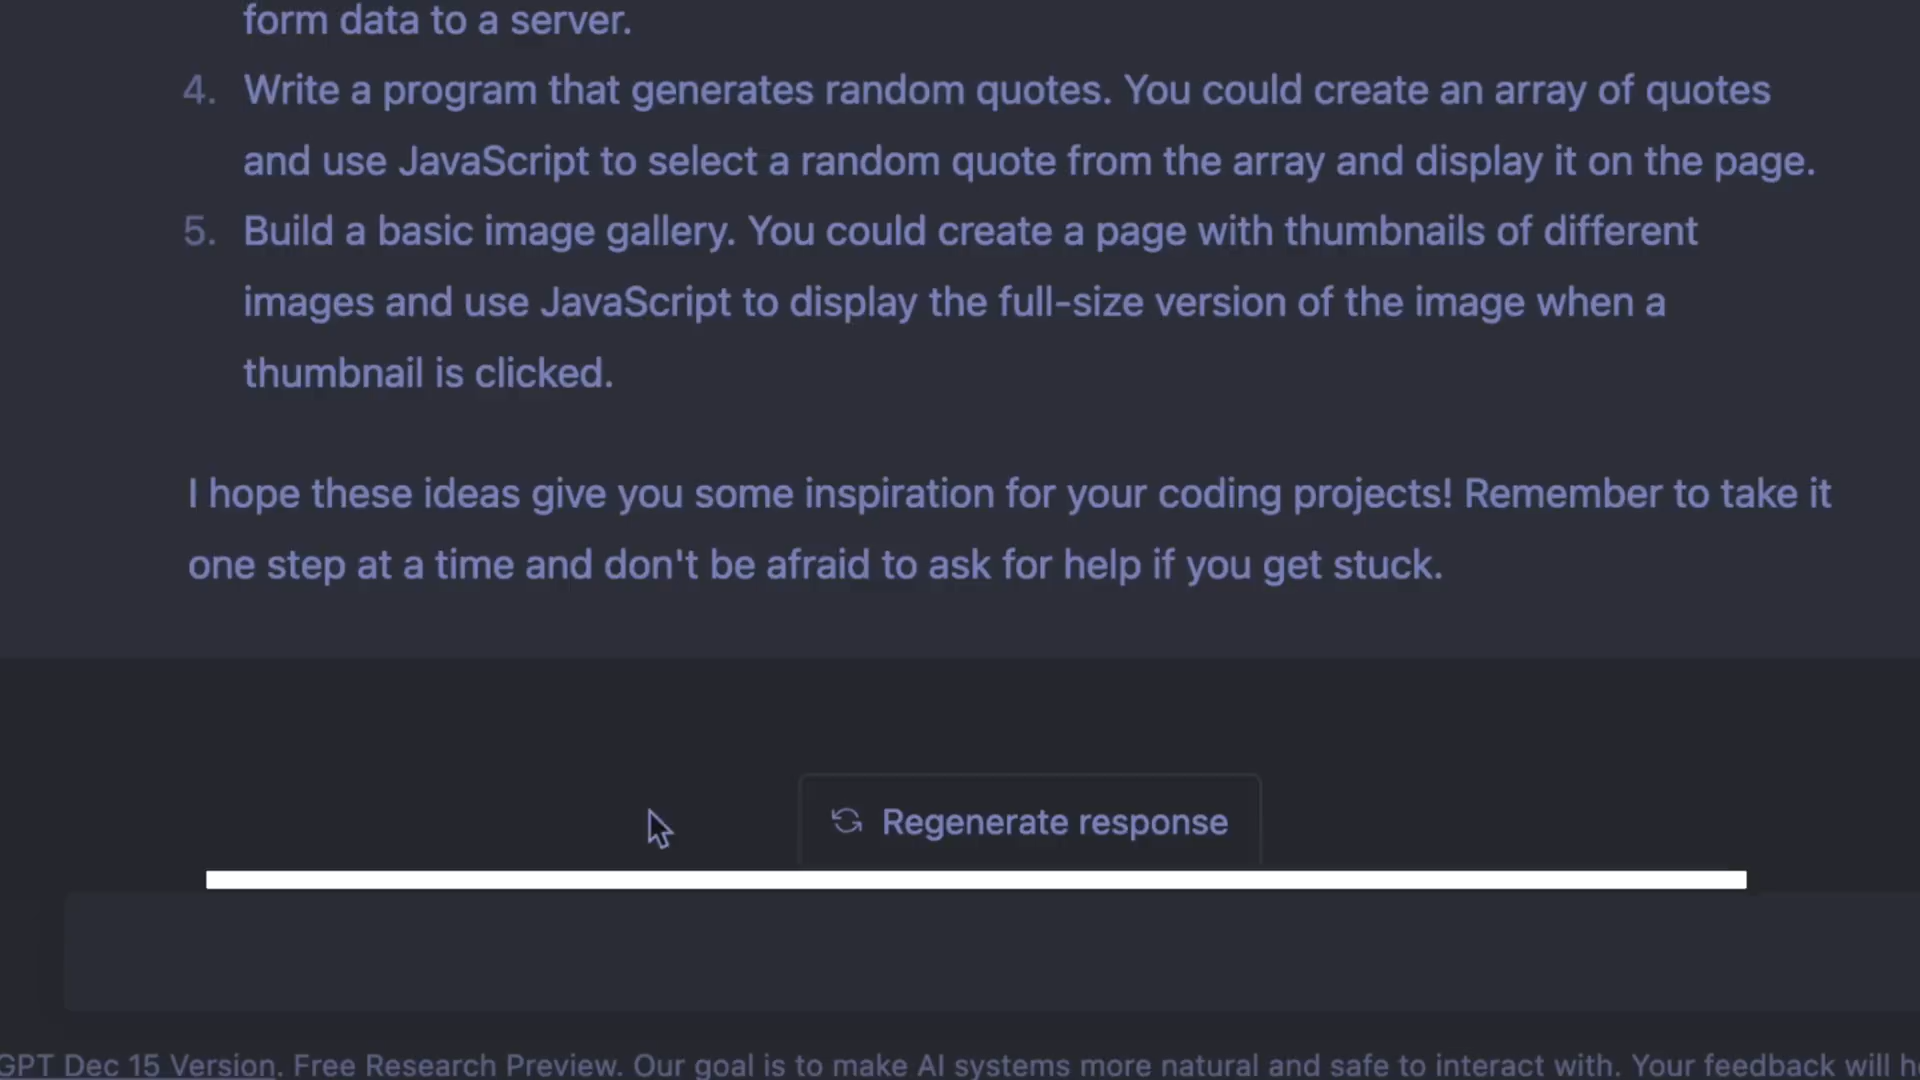 form data to a server.
4. Write a program that generates random quotes. You could create an array of quotes
and use JavaScript to select a random quote from the array and display it on the page.
5. Build a basic image gallery. You could create a page with thumbnails of different
images and use JavaScript to display the full-size version of the image when a
thumbnail is clicked.
I hope these ideas give you some inspiration for your coding projects! Remember to take it
one step at a time and don't be afraid to ask for help if you get stuck.
Regenerate response
GPT Dec 15 Version. Free Research Preview. Our goal is to make AI systems more natural and safe to interact with. Your feedback will